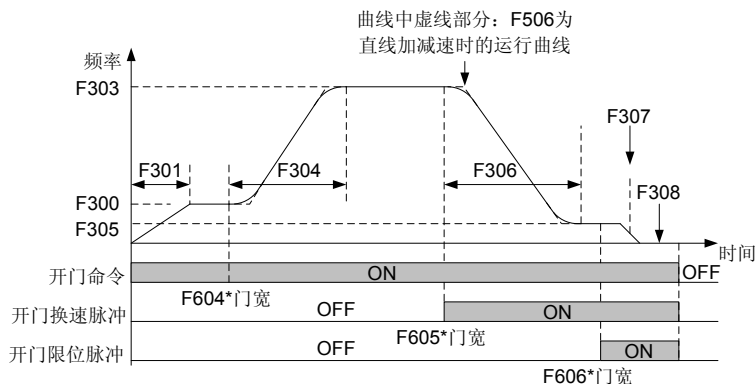 曲线中虚线部分：F506为
直线加减速时的运行曲线
频率
F303
F307
F301
F304
F306
F308
F300
F305
时间
开门命令
ON
OFF
F604*门宽
开门换速脉冲
OFF
ON
F605*门宽
开门限位脉冲
OFF
ON
F606*门宽